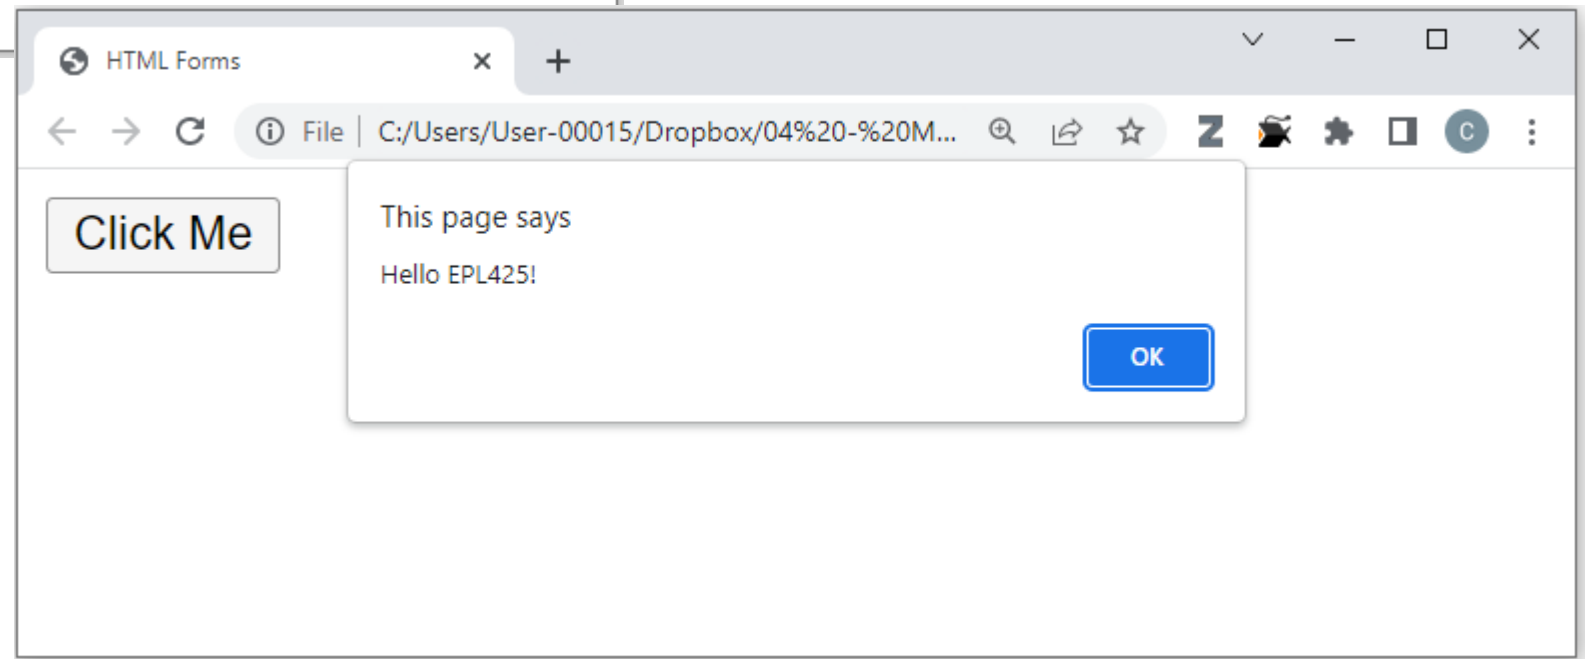 HTML Forms
File C:/Users/User-00015/Dropbox/04%20-%20M...
Z
C
Click Me
This page says
Hello EPL425!
OK